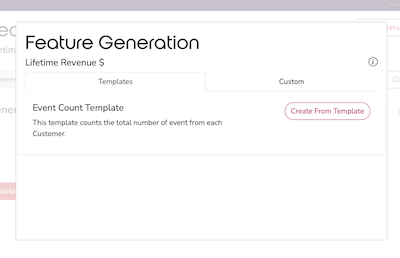 Feature Generation
Lifetime Revenue $
Templates
Custom
Event Count Template
Create From Template
This template counts the total number of event from each
Customer.